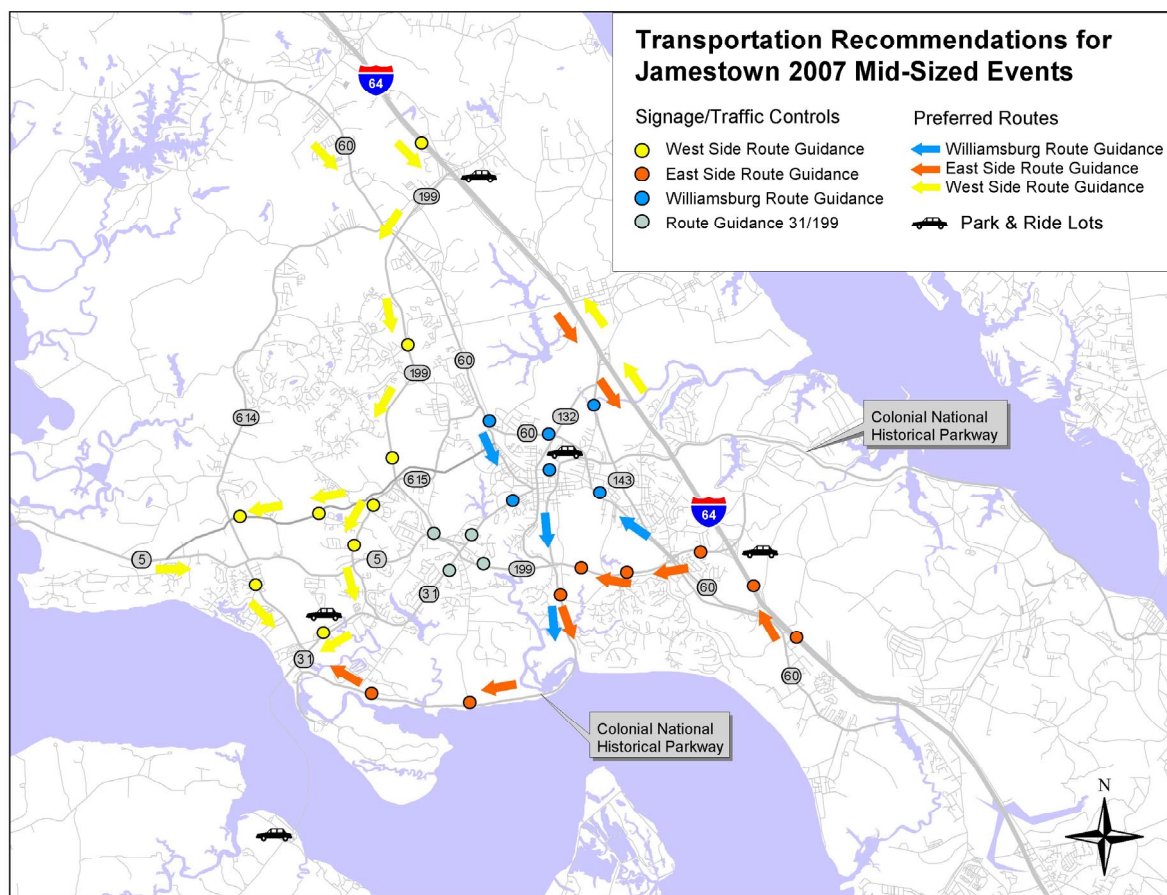 Transportation Recommendations for
Jamestown 2007 Mid-Sized Events
Signage/Traffic Controls
West Side Route Guidance
East Side Route Guidance
Williamsburg Route Guidance
Route Guidance 31/199
Preferred Routes
Williamsburg Route Guidance
East Side Route Guidance
West Side Route Guidance
Park & Ride Lots
64
60
199
60
199
614
132
60
Colonial National
Historical Parkway
615
143
64
5
5
199
31
60
31
60
Colonial National
Historical Parkway
N